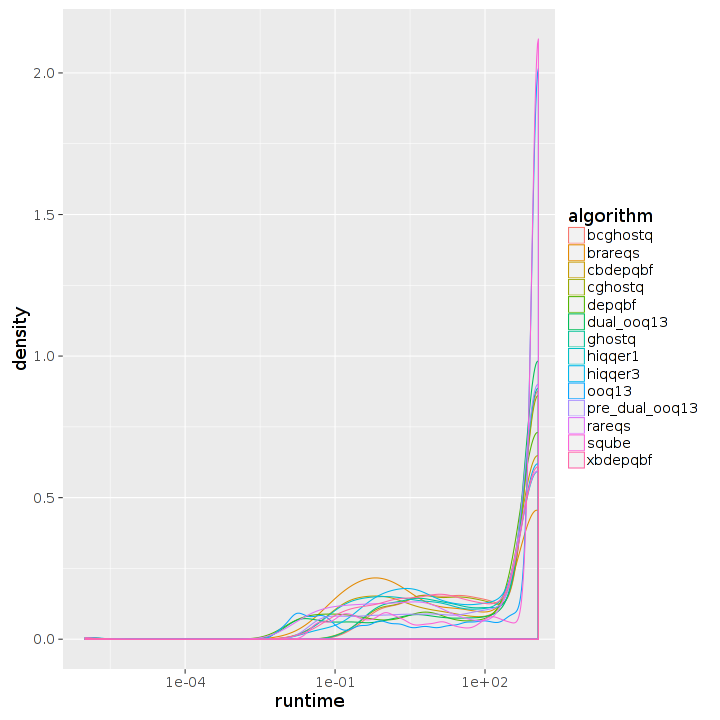 2.0
1.5
1.0
0.5
0.0
density
1e-04
1e-01
1e+02
runtime
algorithm
bcghostq
brareqs
cbdepqbf
cghostq
depqbf
dual_ooq13
ghostq
hiqqer1
hiqqer3
ooq13
pre_dual_ooq13
rareqs
sqube
xbdepqbf